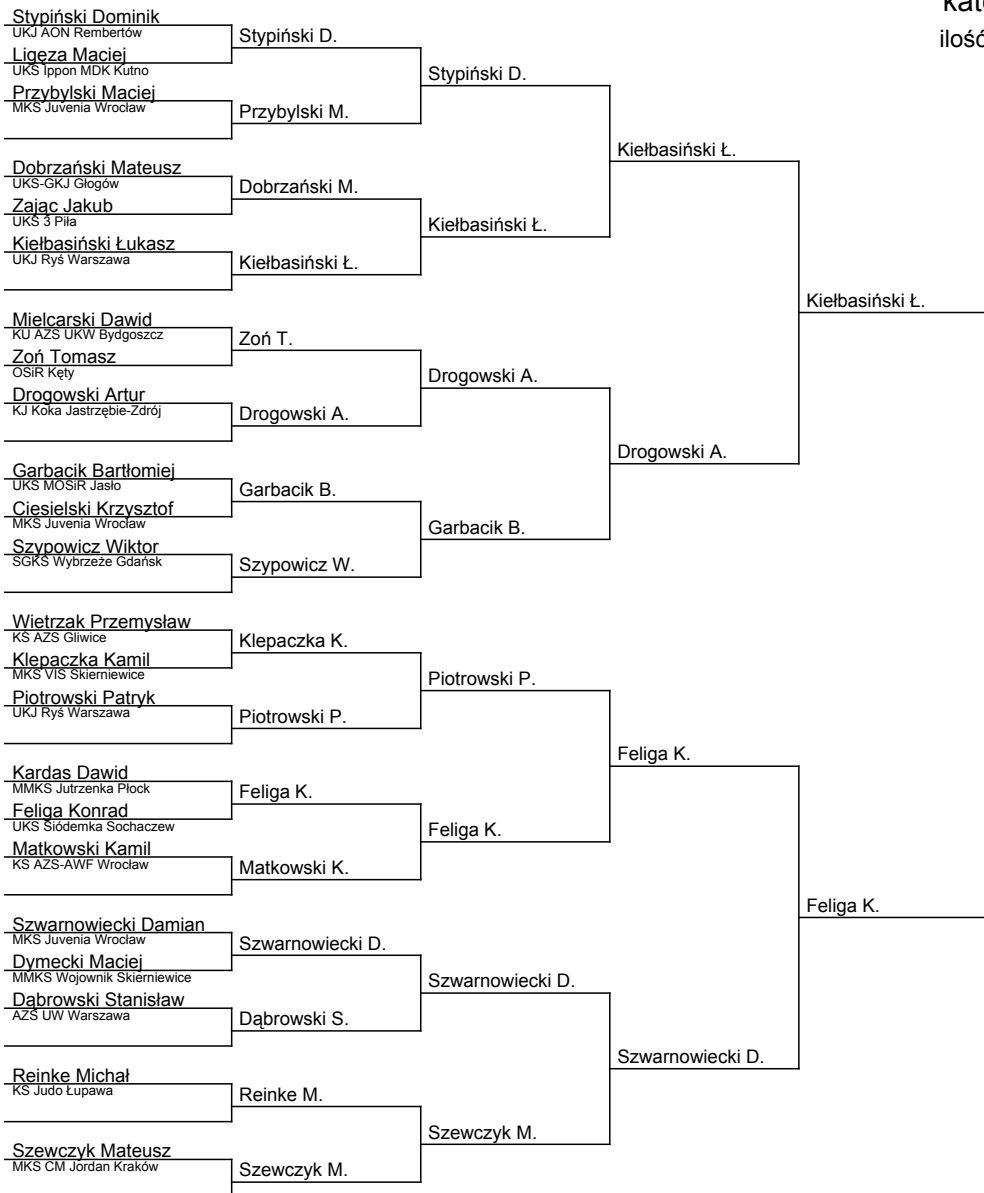 kat
ilość
Stypiński Dominik
UKJ AON Rembertów
Ligęza Maciej
UKS Ippon MDK Kutno
Przybylski Maciej
MKS Juvenia Wrocław
Dobrzański Mateusz
UKS-GKJ Głogów
Zając Jakub
UKS 3 Piła
Kiełbasiński Łukasz
UKJ Ryś Warszawa
Mielcarski Dawid
KU AZS UKW Bydgoszcz
Zoń Tomasz
OSiR Kęty
Drogowski Artur
KJ Koka Jastrzębie-Zdrój
Garbacik Bartłomiej
UKS MOSiR Jasło
Ciesielski Krzysztof
MKS Juvenia Wrocław
Szypowicz Wiktor
SGKS Wybrzeże Gdańsk
Wietrzak Przemysław
KS AZS Gliwice
Klepaczka Kamil
MKS VIS Skierniewice
Piotrowski Patryk
UKJ Ryś Warszawa
Kardas Dawid
MMKS Jutrzenka Płock
Feliga Konrad
UKS Siódemka Sochaczew
Matkowski Kamil
KS AZS-AWF Wrocław
Szwarnowiecki Damian
MKS Juvenia Wrocław
Dymecki Maciej
MMKS Wojownik Skierniewice
Dąbrowski Stanisław
AZS UW Warszawa
Reinke Michał
KS Judo Łupawa
Szewczyk Mateusz
MKS CM Jordan Kraków
Stypiński D.
Przybylski M.
Dobrzański M.
Kiełbasiński Ł.
Zoń T.
Drogowski A.
Garbacik B.
Szypowicz W.
Klepaczka K.
Piotrowski P.
Feliga K.
Matkowski K.
Szwarnowiecki D.
Dąbrowski S.
Reinke M.
Szewczyk M.
Stypiński D.
Kiełbasiński Ł.
Drogowski A.
Garbacik B.
Piotrowski P.
Feliga K.
Szwarnowiecki D.
Szewczyk M.
Kiełbasiński Ł.
Drogowski A.
Feliga K.
Szwarnowiecki D.
Kiełbasiński Ł.
Feliga K.